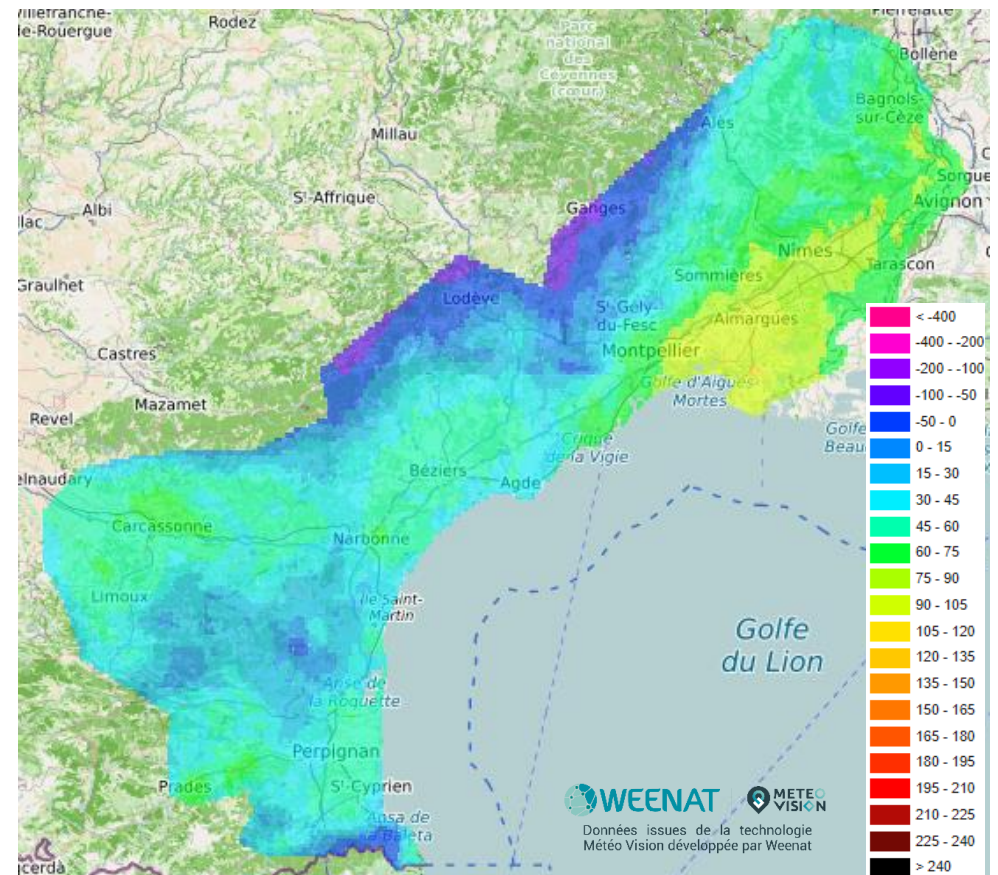 Villefranche-
de-Rouergue
Rodez
Parc
national
des
Cévennes
(cœur)
Pierrelatte
Bollène
Bagnols-
sur-Cèze
Alès
Millau
Sᵗ-Affrique
Albi
Ganges
Sorgue
Avignon
Nîmes
Tarascon
Graulhet
Lodève
Sᵗ-Gély-
du-Fesc
Sommières
Aimargues
Castres
Montpellier
Golfe d'Aigues-
Mortes
Mazamet
Revel
Golfe
Beau
Crique
de la Vigie
Béziers
Agde
elnaudary
Carcassonne
Narbonne
Limoux
Île Saint-
Martin
Golfe
du Lion
Anse de
la Roquette
Perpignan
Prades
Sᵗ-Cyprien
Ansa de
la Baleta
gcerdà
WEENAT
METEO
VISION
Données issues de la technologie
Météo Vision développée par Weenat
< -400
-400 - -200
-200 - -100
-100 - -50
-50 - 0
0 - 15
15 - 30
30 - 45
45 - 60
60 - 75
75 - 90
90 - 105
105 - 120
120 - 135
135 - 150
150 - 165
165 - 180
180 - 195
195 - 210
210 - 225
225 - 240
> 240